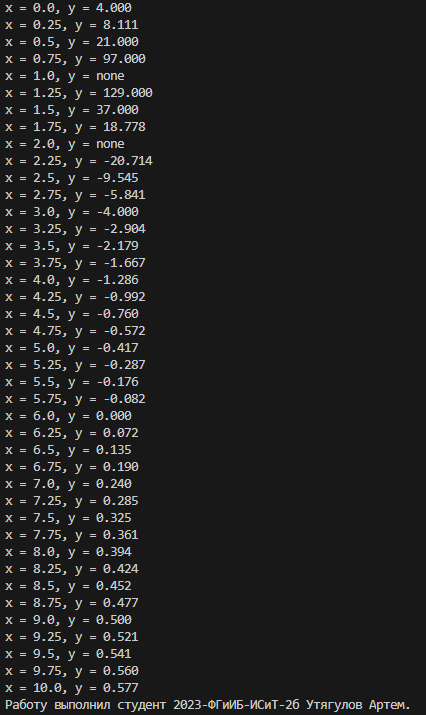 x = 0.0, y = 4.000
x = 0.25, y = 8.111
x = 0.5, y = 21.000
x = 0.75, y = 97.000
x = 1.0, y = none
x = 1.25, y = 129.000
x = 1.5, y = 37.000
x = 1.75, y = 18.778
x = 2.0, y = none
x = 2.25, y = -20.714
x = 2.5, y = -9.545
x = 2.75, y = -5.841
x = 3.0, y = -4.000
x = 3.25, y = -2.904
x = 3.5, y = -2.179
x = 3.75, y = -1.667
x = 4.0, y = -1.286
x = 4.25, y = -0.992
x = 4.5, y = -0.760
x = 4.75, y = -0.572
x = 5.0, y = -0.417
x = 5.25, y = -0.287
x = 5.5, y = -0.176
x = 5.75, y = -0.082
x = 6.0, y = 0.000
x = 6.25, y = 0.072
x = 6.5, y = 0.135
x = 6.75, y = 0.190
x = 7.0, y = 0.240
x = 7.25, y = 0.285
x = 7.5, y = 0.325
x = 7.75, y = 0.361
x = 8.0, y = 0.394
x = 8.25, y = 0.424
x = 8.5, y = 0.452
x = 8.75, y = 0.477
x = 9.0, y = 0.500
x = 9.25, y = 0.521
x = 9.5, y = 0.541
x = 9.75, y = 0.560
x = 10.0, y = 0.577
Работу выполнил студент 2023-ФГиИБ-ИСиТ-2б Утягулов Артем.